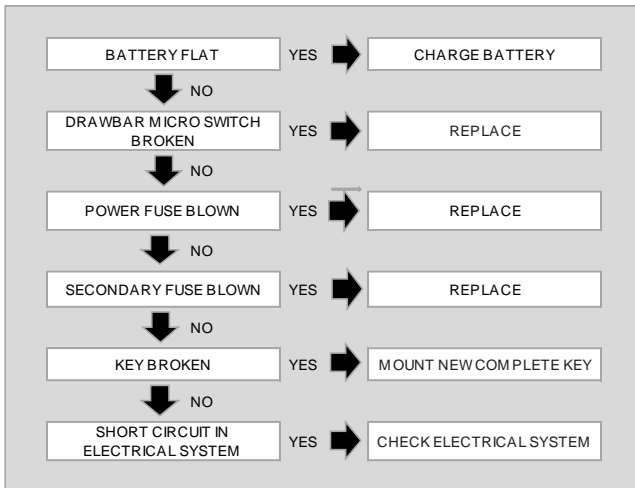 BATTERY FLAT YES CHARGE BATTERY
NO
DRAWBAR MICRO SWITCH
BROKEN
YES REPLACE
NO
POWER FUSE BLOWN YES REPLACE
NO
SECONDARY FUSE BLOWN YES REPLACE
NO
KEY BROKEN YES MOUNT NEW COMPLETE KEY
NO
SHORT CIRCUIT IN
ELECTRICAL SYSTEM
YES CHECK ELECTRICAL SYSTEM